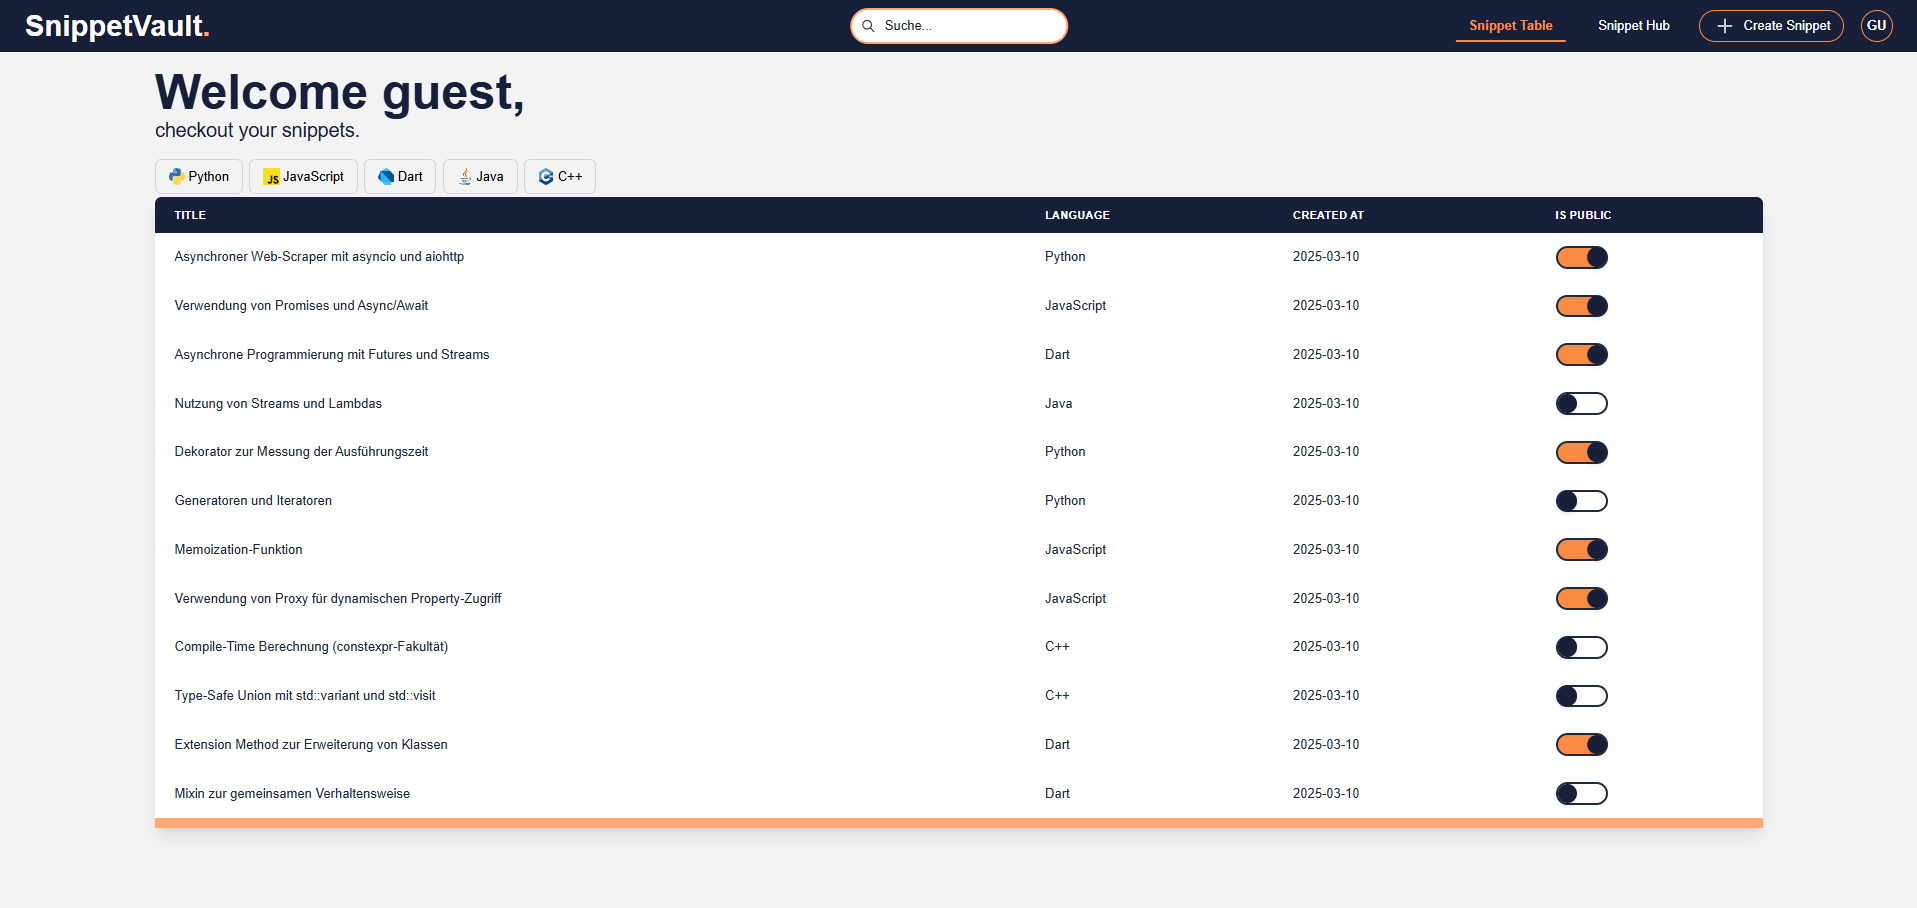 SnippetVault.
Suche...
Snippet Table
Snippet Hub
Create Snippet
GU
Welcome guest,
checkout your snippets.
Python
JS JavaScript
Dart
Java
C++
TITLE LANGUAGE CREATED AT IS PUBLIC
Asynchroner Web-Scraper mit asyncio und aiohttp Python 2025-03-10
Verwendung von Promises und Async/Await JavaScript 2025-03-10
Asynchrone Programmierung mit Futures und Streams Dart 2025-03-10
Nutzung von Streams und Lambdas Java 2025-03-10
Dekorator zur Messung der Ausführungszeit Python 2025-03-10
Generatoren und Iteratoren Python 2025-03-10
Memoization-Funktion JavaScript 2025-03-10
Verwendung von Proxy für dynamischen Property-Zugriff JavaScript 2025-03-10
Compile-Time Berechnung (constexpr-Fakultät) C++ 2025-03-10
Type-Safe Union mit std::variant und std::visit C++ 2025-03-10
Extension Method zur Erweiterung von Klassen Dart 2025-03-10
Mixin zur gemeinsamen Verhaltensweise Dart 2025-03-10